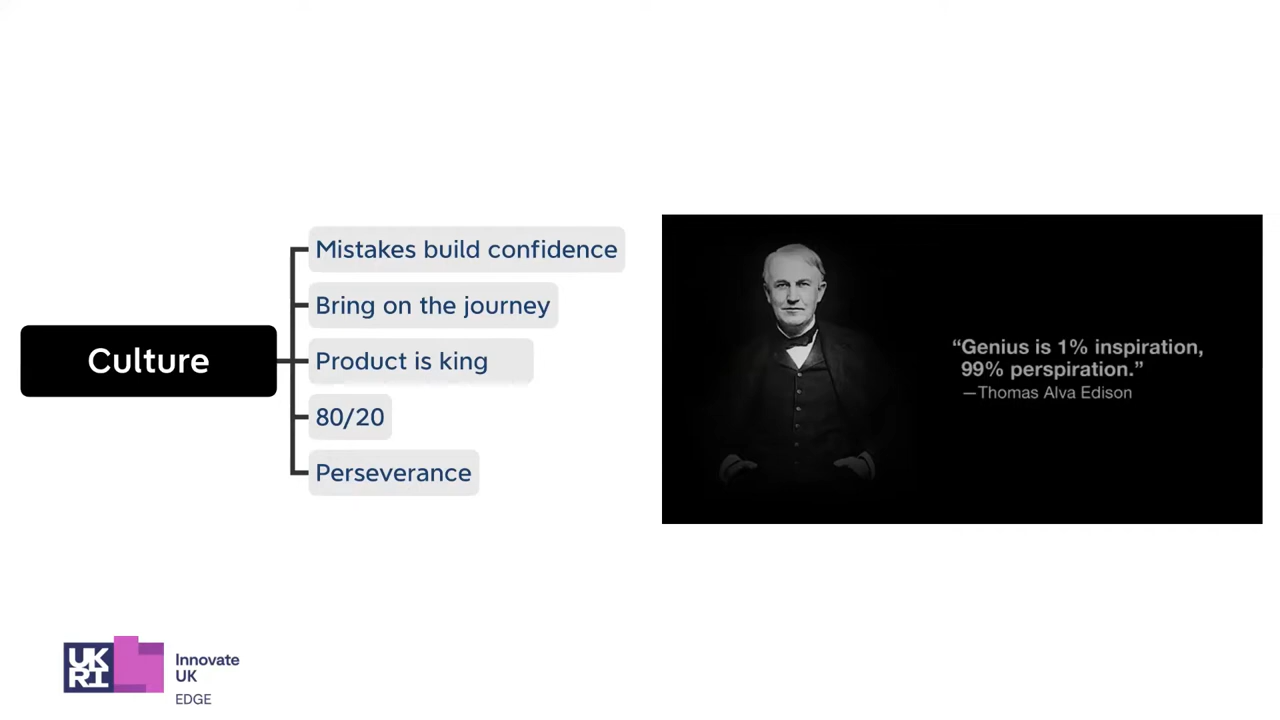 Culture
Mistakes build confidence
Bring on the journey
Product is king
80/20
Perseverance
“Genius is 1% inspiration,
99% perspiration.”
—Thomas Alva Edison
UK
RI
Innovate
UK
EDGE